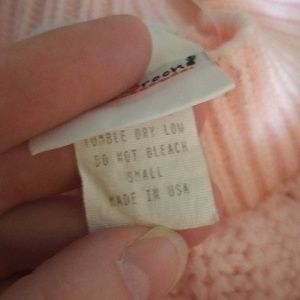 TUMBLE DRY LOW
DO NOT BLEACH
SMALL
MADE IN USA